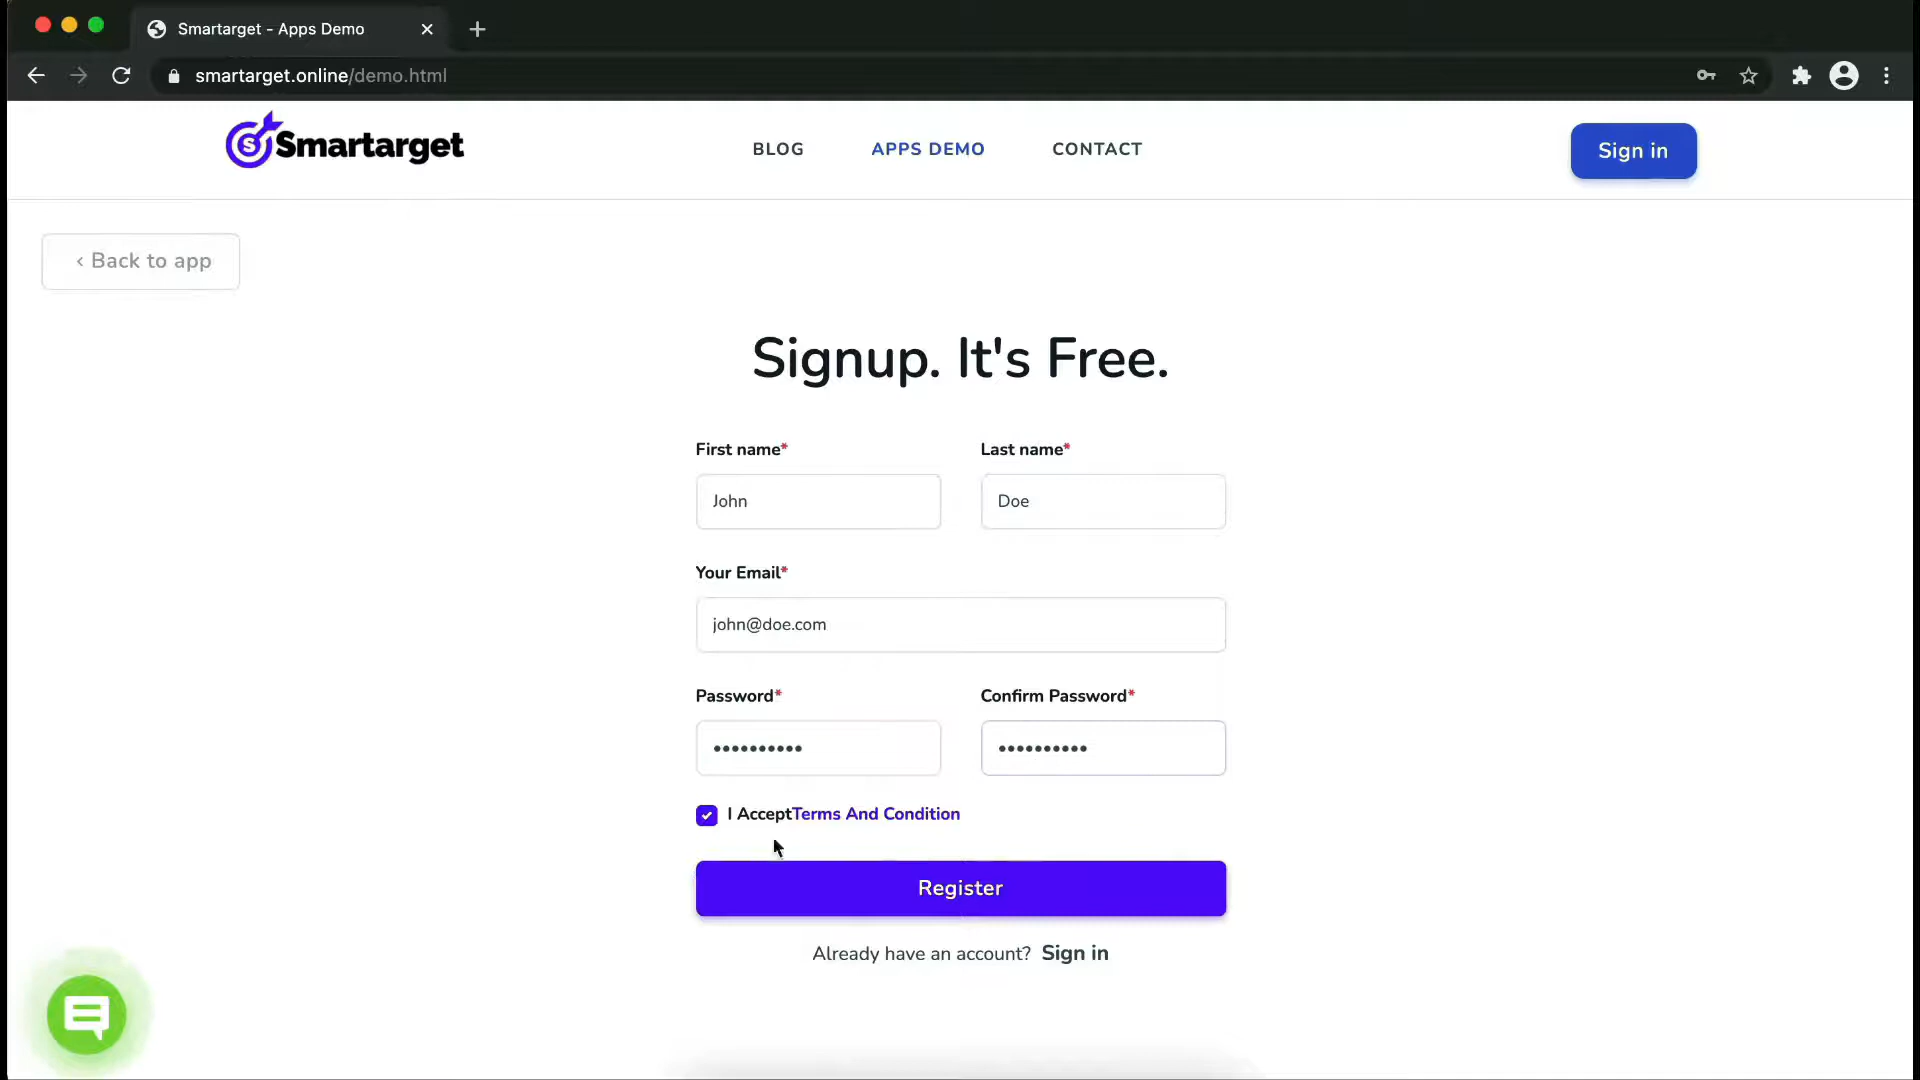 Smartarget - Apps Demo
smartarget.online/demo.html
Smartarget
BLOG APPS DEMO CONTACT
Sign in
‹ Back to app
Signup. It's Free.
First name* Last name*
John Doe
Your Email*
john@doe.com
Password* Confirm Password*
•••••••••• ••••••••••
I AcceptTerms And Condition
Register
Already have an account? Sign in